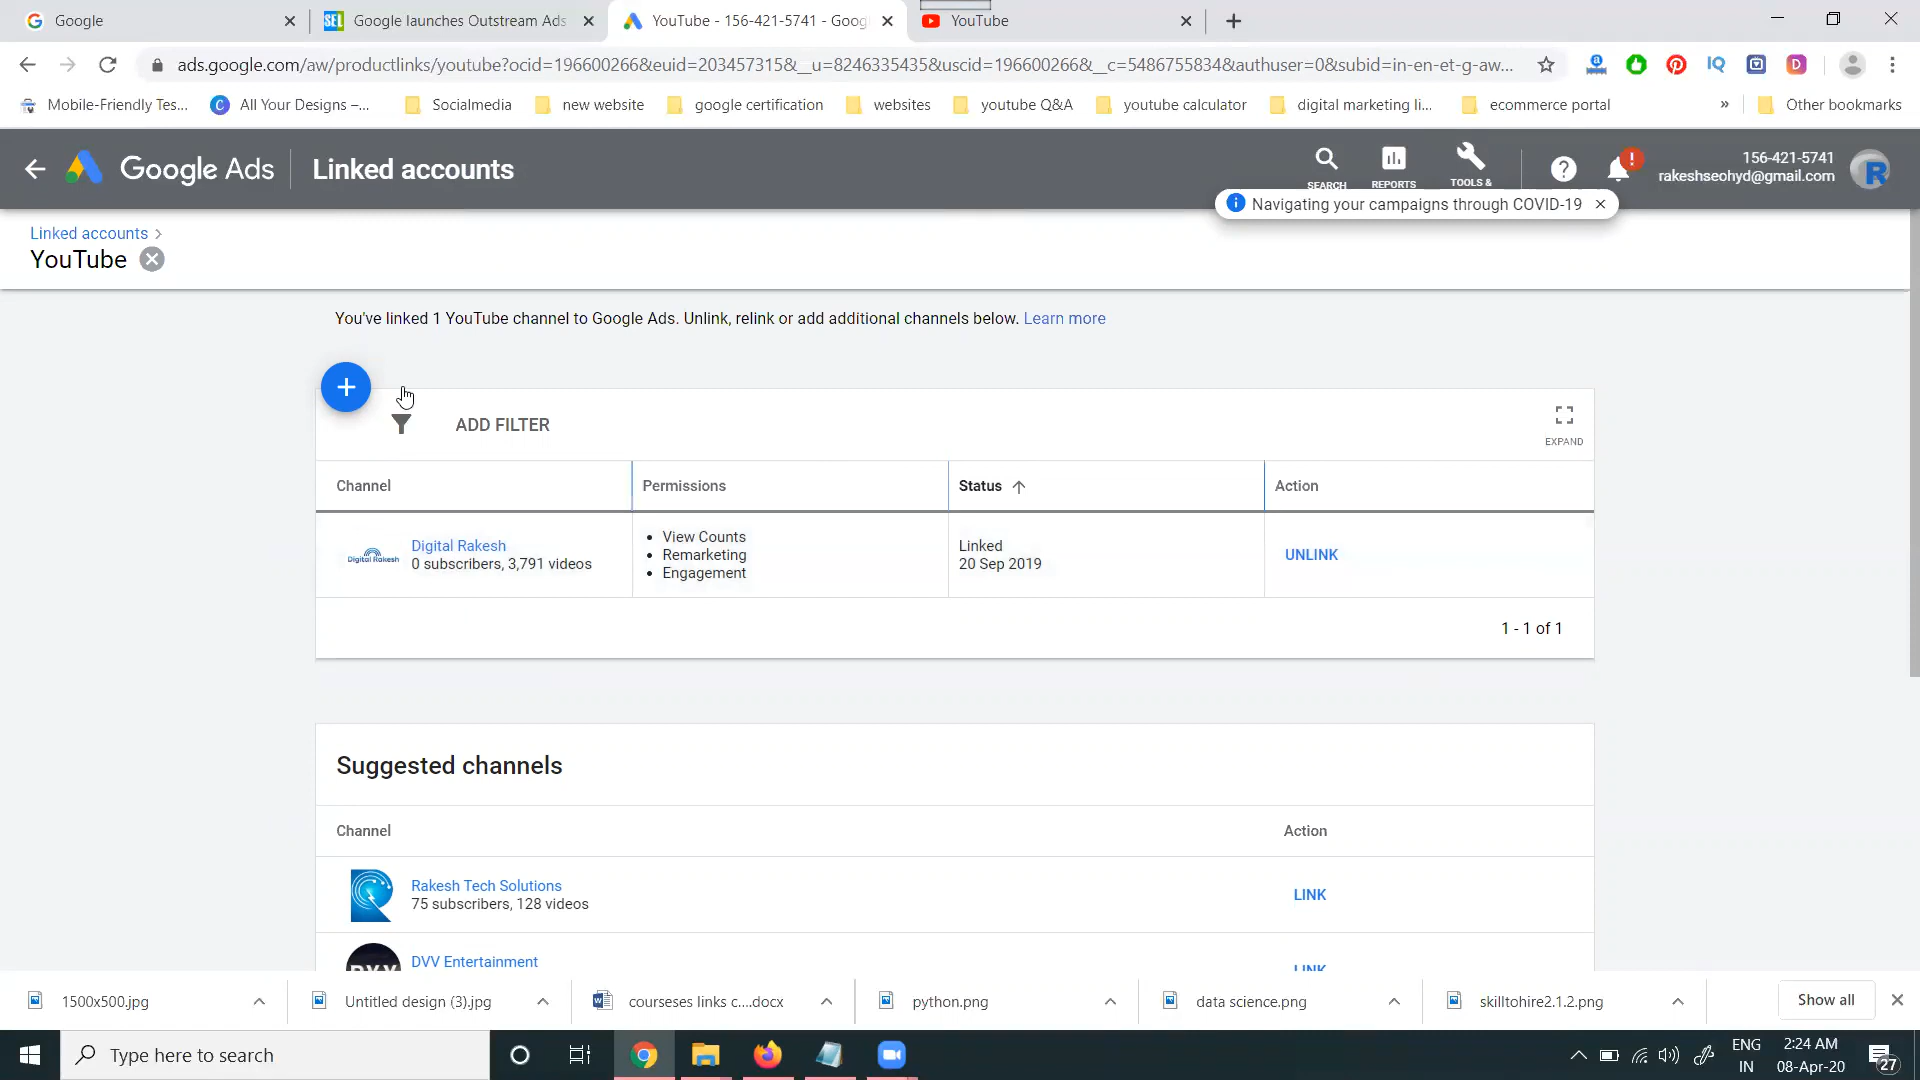 Google
SEL
Google launches Outstream Ads
YouTube - 156-421-5741 - Goog
YouTube
ads.google.com/aw/productlinks/youtube?ocid=196600266&euid=203457315&__u=8246335435&uscid=196600266&__c=5486755834&authuser=0&subid=in-en-et-g-aw...
Mobile-Friendly Tes...
All Your Designs –...
Socialmedia
new website
google certification
websites
youtube Q&A
youtube calculator
digital marketing li...
ecommerce portal
»
Other bookmarks
Google Ads
Linked accounts
SEARCH
REPORTS
TOOLS &
156-421-5741
rakeshseohyd@gmail.com
Navigating your campaigns through COVID-19
Linked accounts
YouTube
You've linked 1 YouTube channel to Google Ads. Unlink, relink or add additional channels below. Learn more
ADD FILTER
EXPAND
Channel
Permissions
Status
Action
Digital Rakesh
Digital Rakesh
0 subscribers, 3,791 videos
• View Counts
• Remarketing
• Engagement
Linked
20 Sep 2019
UNLINK
1 - 1 of 1
Suggested channels
Channel
Action
Rakesh Tech Solutions
75 subscribers, 128 videos
LINK
DVV Entertainment
LINK
1500x500.jpg
Untitled design (3).jpg
courseses links c....docx
python.png
data science.png
skilltohire2.1.2.png
Show all
Type here to search
ENG
IN
2:24 AM
08-Apr-20
27